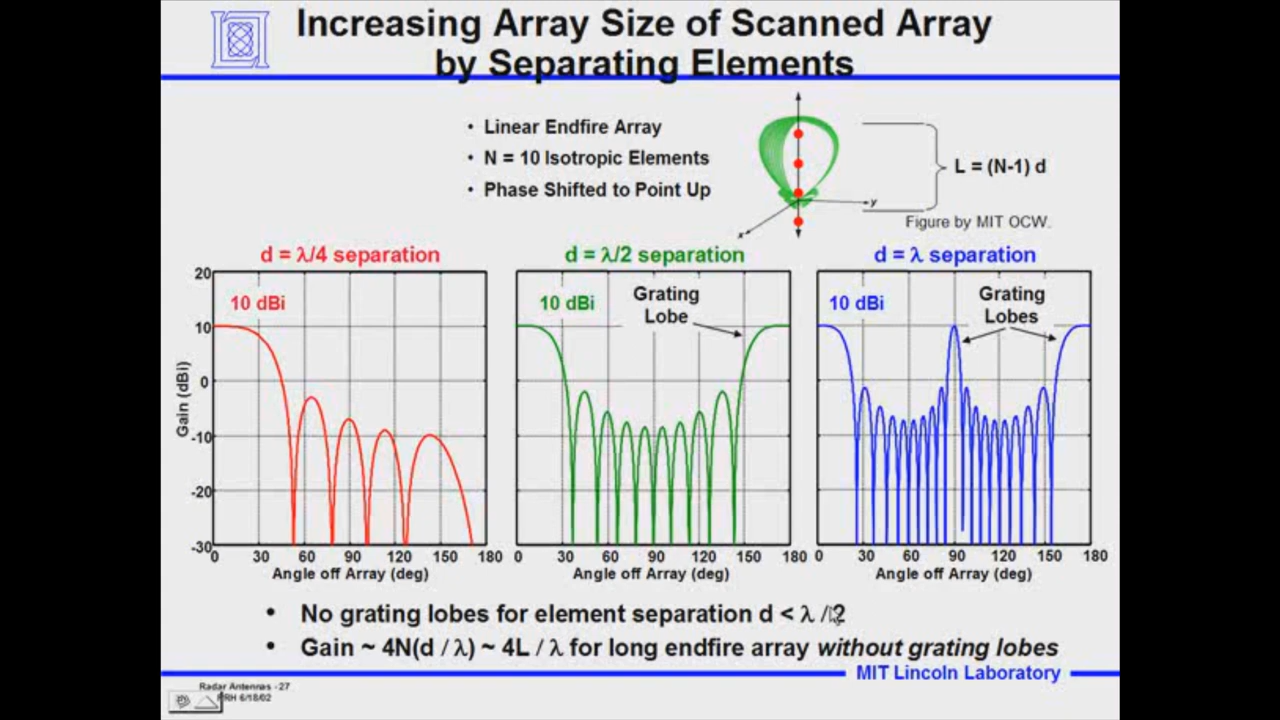 Increasing Array Size of Scanned Array
by Separating Elements
• Linear Endfire Array
• N = 10 Isotropic Elements
• Phase Shifted to Point Up
L = (N-1) d
y
x
Figure by MIT OCW.
d = λ/4 separation
d = λ/2 separation
d = λ separation
10 dBi
10 dBi
Grating
Lobe
10 dBi
Grating
Lobes
Gain (dBi)
20
10
0
-10
-20
-30
0 30 60 90 120 150 180
0 30 60 90 120 150 180
0 30 60 90 120 150 180
Angle off Array (deg)
Angle off Array (deg)
Angle off Array (deg)
• No grating lobes for element separation d < λ /2
• Gain ~ 4N(d / λ) ~ 4L / λ for long endfire array without grating lobes
MIT Lincoln Laboratory
Radar Antennas - 27
RH 6/18/02